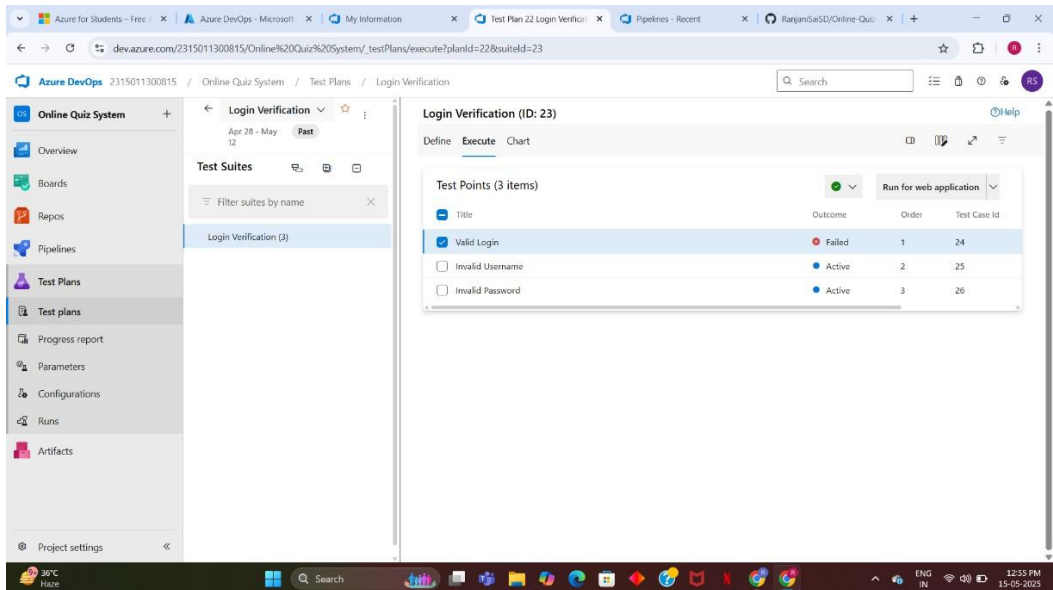 Azure for Students – Free
Azure DevOps - Microsoft
My Information
Test Plan 22 Login Verificat
Pipelines - Recent
RanjaniSaiSD/Online-Quiz
dev.azure.com/2315011300815/Online%20Quiz%20System/_testPlans/execute?planId=22&suiteId=23
R
Azure DevOps 2315011300815 / Online Quiz System / Test Plans / Login Verification
Search
RS
OS Online Quiz System
Overview
Boards
Repos
Pipelines
Test Plans
Test plans
Progress report
Parameters
Configurations
Runs
Artifacts
Project settings
Login Verification
Apr 28 - May 12
Past
Test Suites
Filter suites by name
Login Verification (3)
Login Verification (ID: 23)
Help
Define Execute Chart
Test Points (3 items)
Run for web application
Title Outcome Order Test Case Id
Valid Login Failed 1 24
Invalid Username Active 2 25
Invalid Password Active 3 26
9+
36°C
Haze
Search
ENG
IN
12:55 PM
15-05-2025